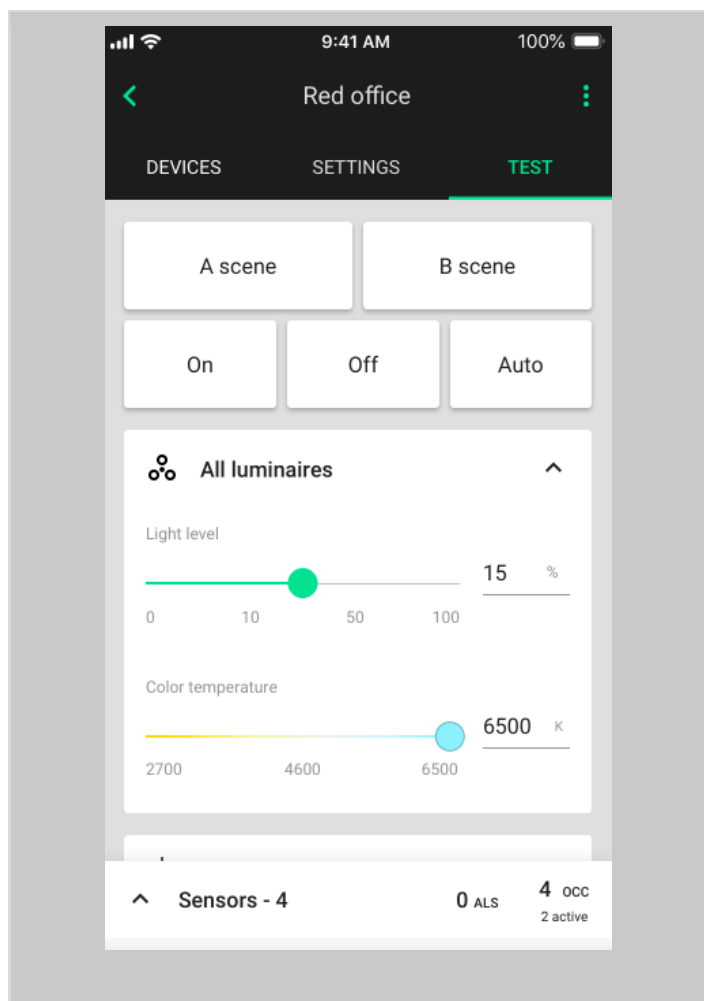 9:41 AM 100%
Red office
DEVICES SETTINGS TEST
A scene B scene
On Off Auto
All luminaires
Light level
15 %
0 10 50 100
Color temperature
6500 K
2700 4600 6500
Sensors - 4 0 ALS 4 OCC
2 active